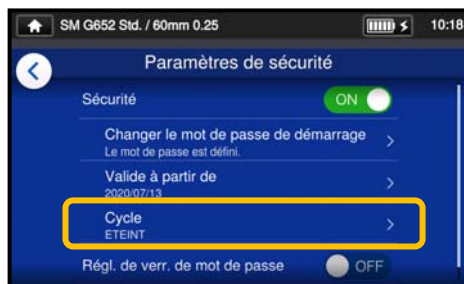 SM G652 Std. / 60mm 0.25 10:18
Paramètres de sécurité
Sécurité ON
Changer le mot de passe de démarrage
Le mot de passe est défini.
Valide à partir de
2020/07/13
Cycle
ETEINT
Régl. de verr. de mot de passe OFF